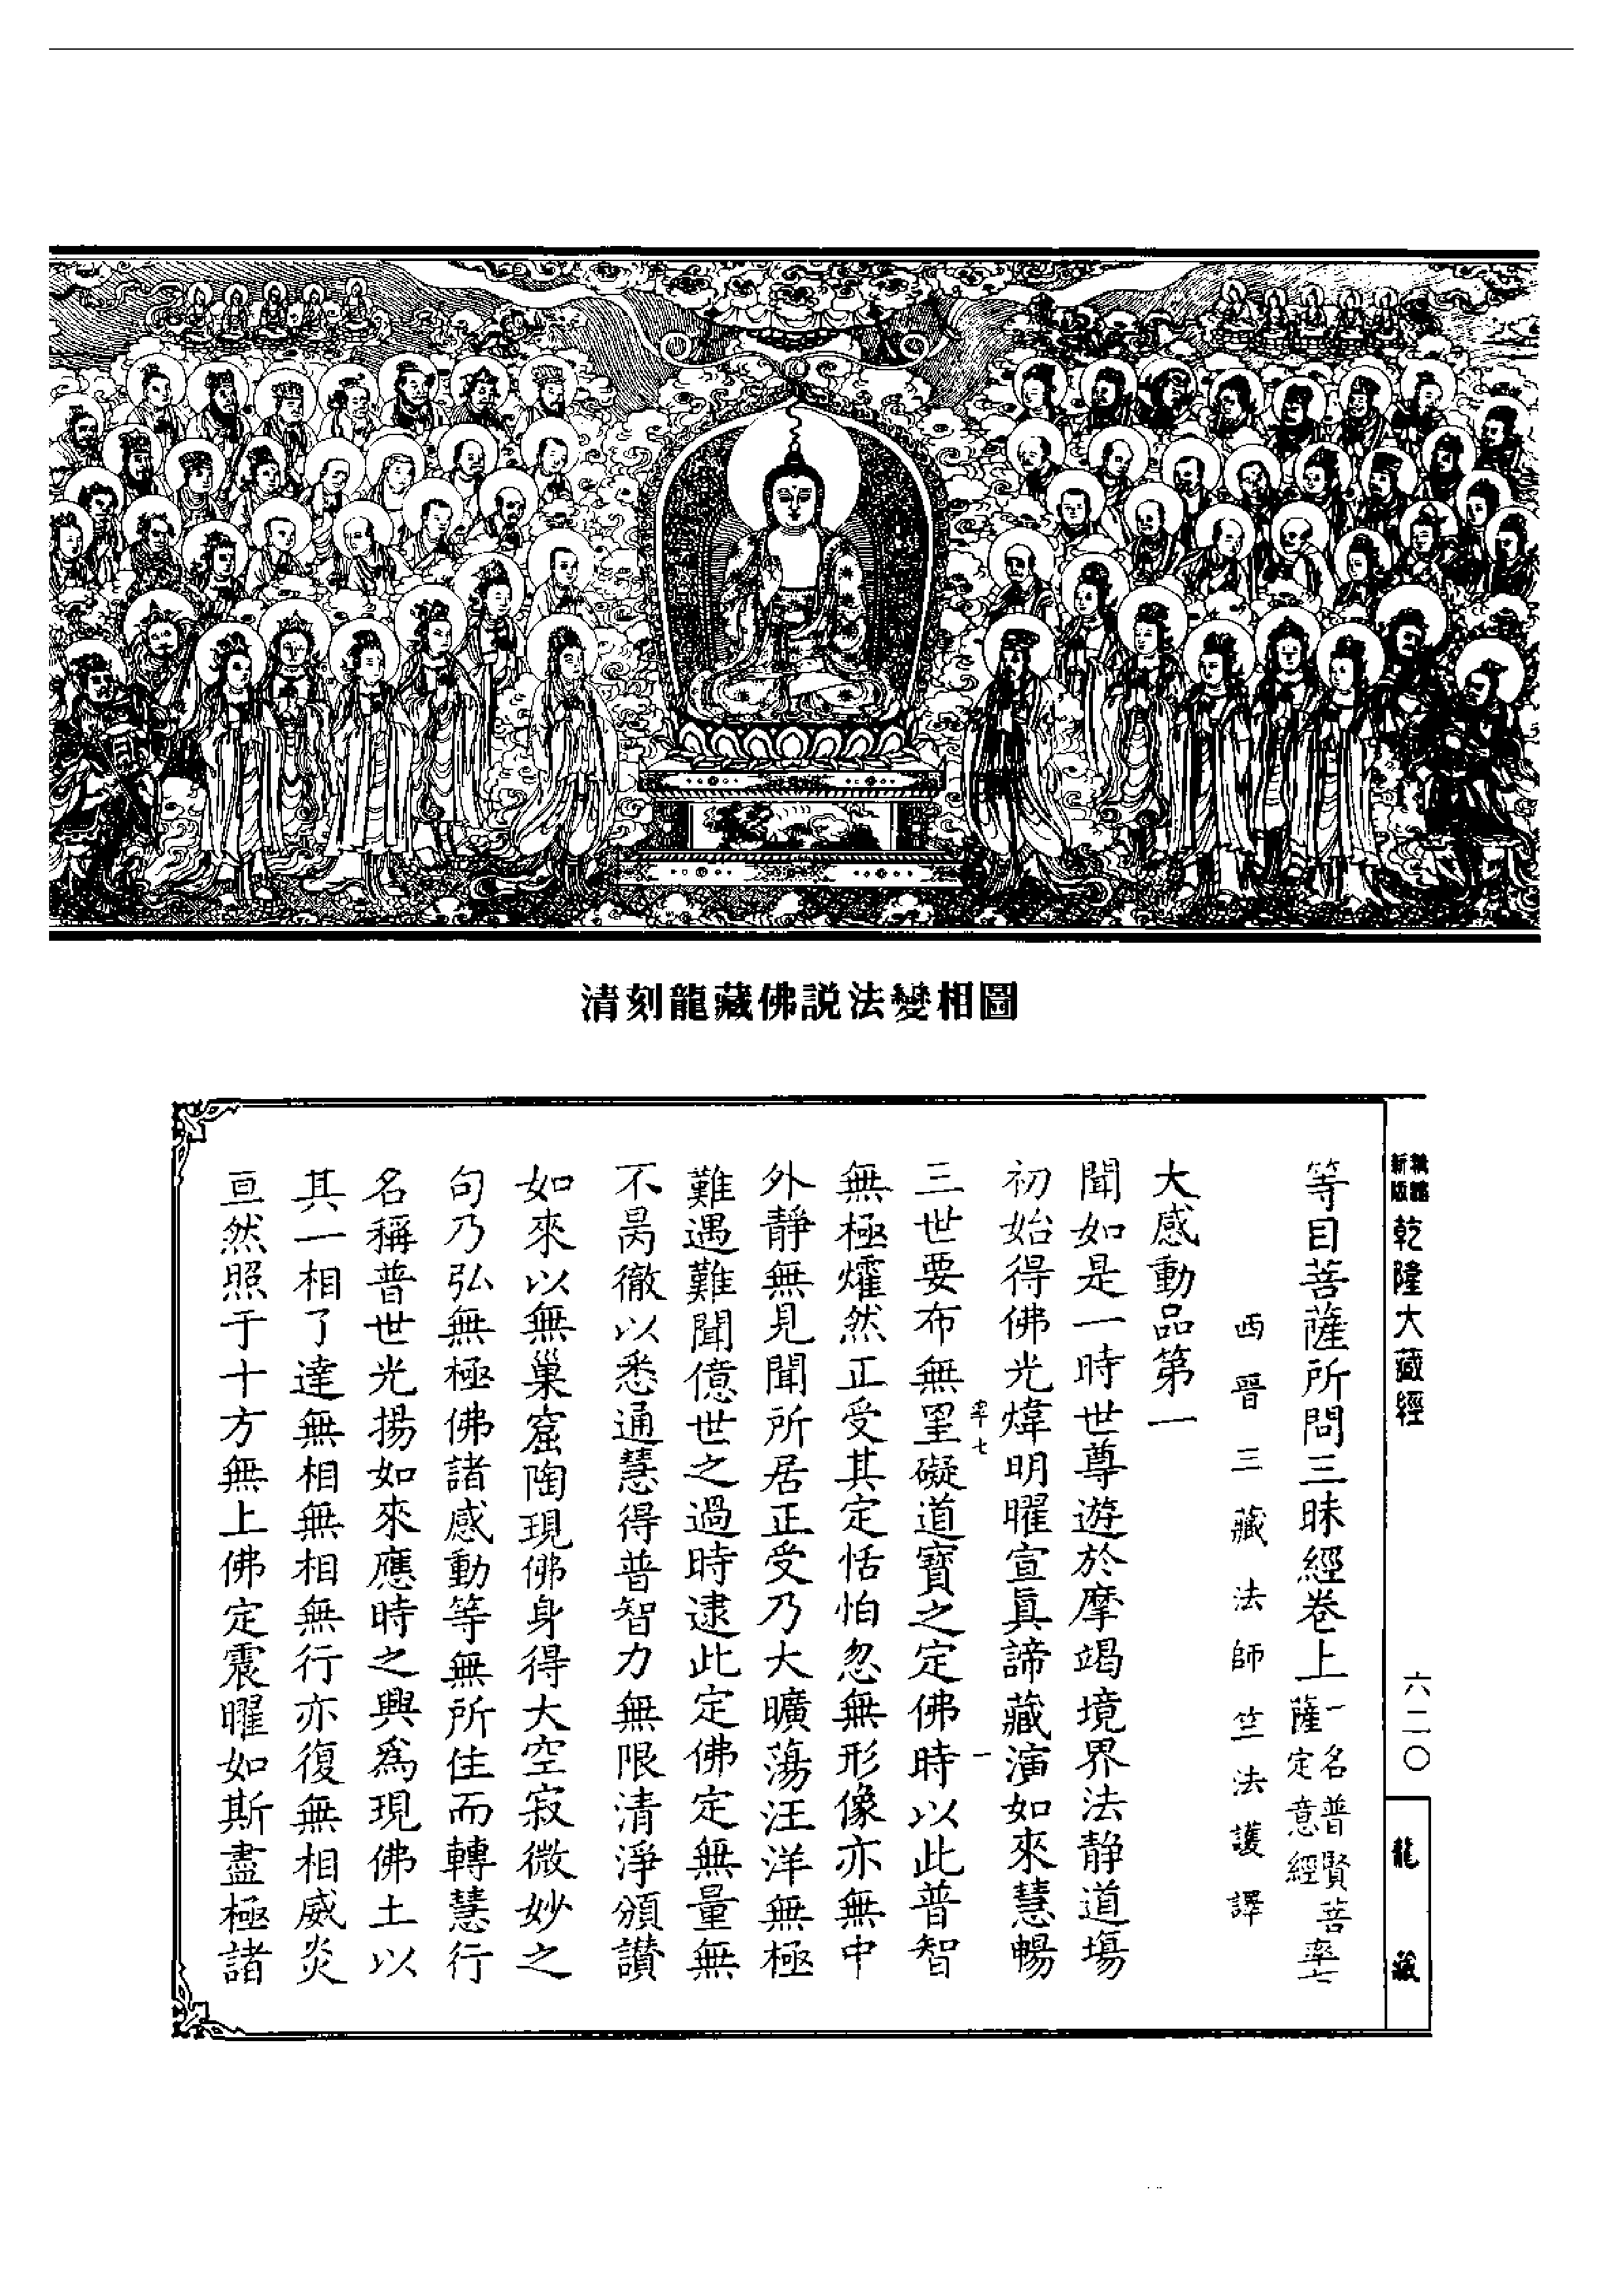 清刻龍藏佛説法變相圖
新編縮版
乾隆大藏經
六二〇
龍藏
等目菩薩所問三昧經卷上
一名普賢菩
薩定意經
率七
西晉三藏法師竺法護譯
大感動品第一
聞如是一時世尊遊於摩竭境界法静道塲
初始得佛光煒明曜宣眞諦藏演如來慧暢
率七
一
三世要布無罣礙道寶之定佛時以此普智
無極燿然正受其定恬怕忽無形像亦無中
外靜無見聞所居正受乃大曠蕩汪洋無極
難遇難聞億世之過時逮此定佛定無量無
不暠徹以悉通慧得普智力無限清淨頒讃
如來以無巢窟陶現佛身得大空寂微妙之
句乃弘無極佛諸感動等無所住而轉慧行
名稱普世光揚如來應時之興爲現佛土以
其一相了達無相無相無行亦復無相威炎
亘然照于十方無上佛定震曜如斯盡極諸